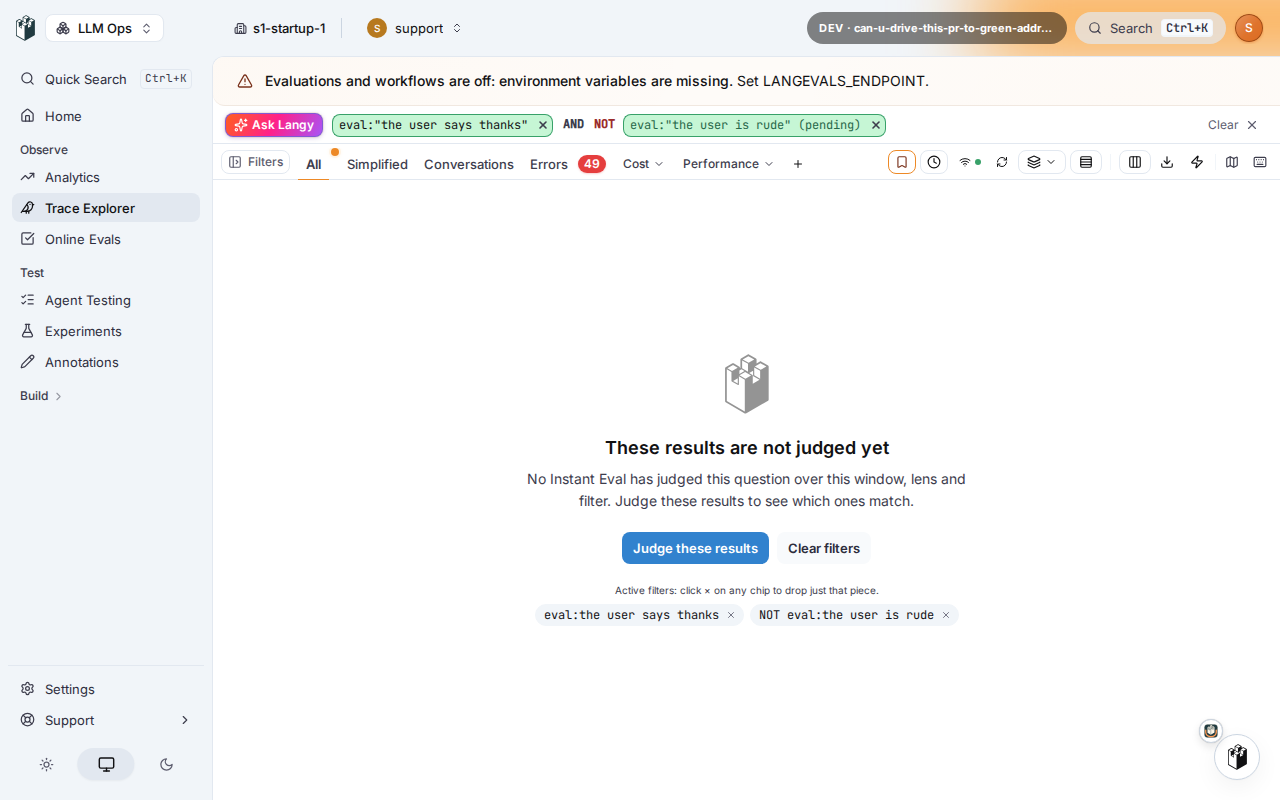 LLM Ops
s1-startup-1
S
support
DEV · can-u-drive-this-pr-to-green-addr...
Search
Ctrl+K
S
Quick Search
Ctrl+K
Home
Observe
Analytics
Trace Explorer
Online Evals
Test
Agent Testing
Experiments
Annotations
Build
Settings
Support
Evaluations and workflows are off: environment variables are missing. Set LANGEVALS_ENDPOINT.
Ask Langy
eval:"the user says thanks" ×
AND NOT
eval:"the user is rude" (pending) ×
Clear ×
Filters
All
Simplified
Conversations
Errors 49
Cost
Performance
+
These results are not judged yet
No Instant Eval has judged this question over this window, lens and
filter. Judge these results to see which ones match.
Judge these results
Clear filters
Active filters: click × on any chip to drop just that piece.
eval:the user says thanks ×
NOT eval:the user is rude ×